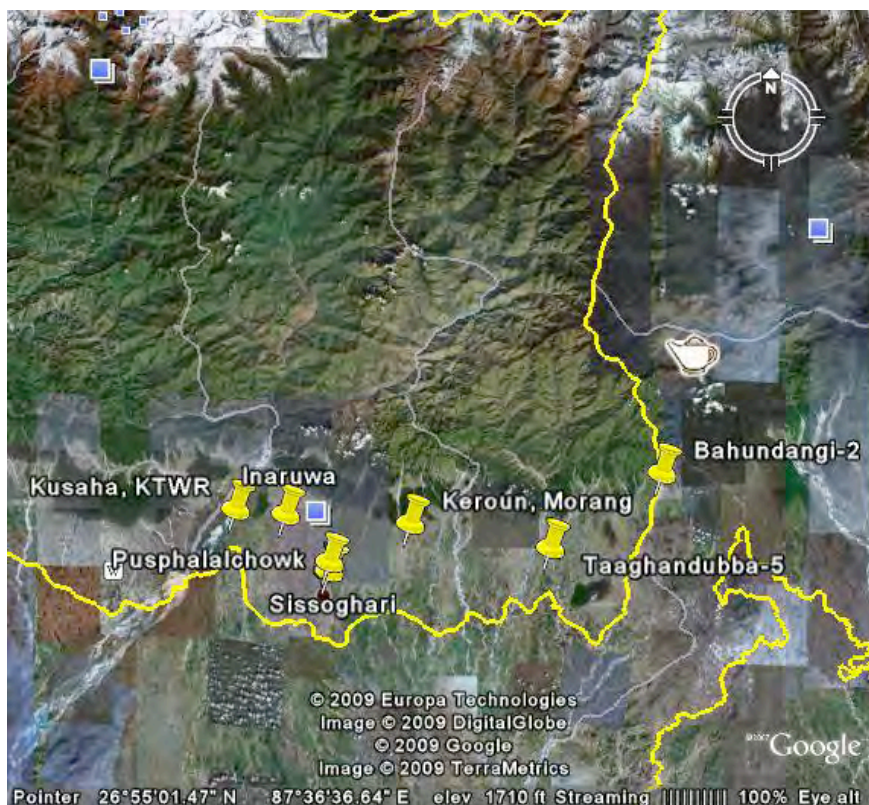 N
Bahundangi-2
Inaruwa
Kusaha, KTWR
Keroun, Morang
Pusphalalchowk
Taaghandubba-5
W
Sissoghari
© 2009 Europa Technologies
Image © 2009 DigitalGlobe
© 2009 Google
Image © 2009 TerraMetrics
Google
Pointer 26°55'01.47" N 87°36'36.64" E elev 1710 ft Streaming |||||||||| 100% Eye alt